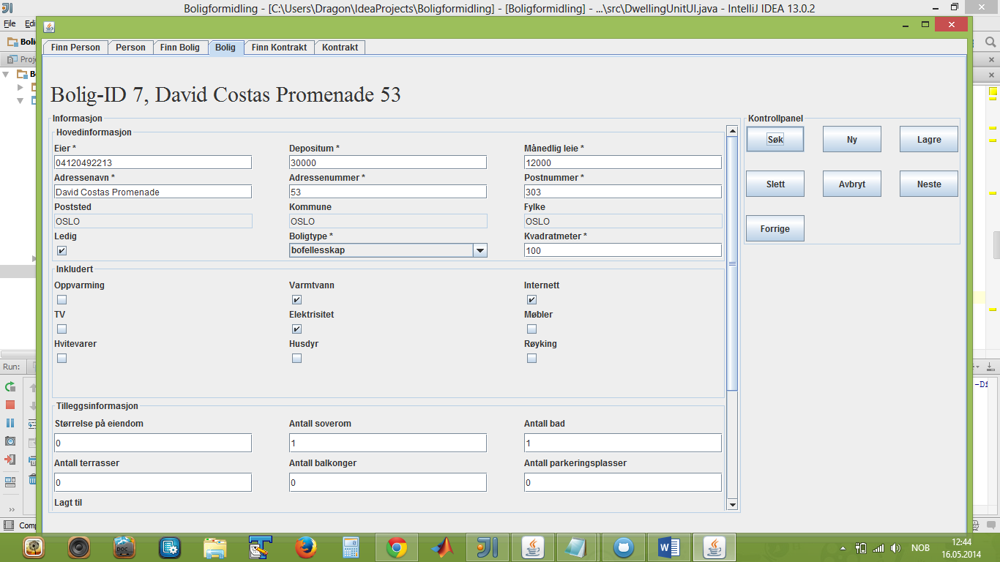 Boligformidling - [C:\Users\Dragon\IdeaProjects\Boligformidling] - [Boligformidling] - ...\src\DwellingUnitUI.java - IntelliJ IDEA 13.0.2
File
Finn Person Person Finn Bolig Bolig Finn Kontrakt Kontrakt
Bolig-ID 7, David Costas Promenade 53
Informasjon
Hovedinformasjon
Eier * Depositum * Månedlig leie *
04120492213 30000 12000
Adressenavn * Adressenummer * Postnummer *
David Costas Promenade 53 303
Poststed Kommune Fylke
OSLO OSLO OSLO
Ledig Boligtype * Kvadratmeter *
bofellesskap 100
Inkludert
Oppvarming Varmtvann Internett
TV Elektrisitet Møbler
Hvitevarer Husdyr Røyking
Tilleggsinformasjon
Størrelse på eiendom Antall soverom Antall bad
0 1 1
Antall terrasser Antall balkonger Antall parkeringsplasser
0 0 0
Lagt til
Kontrollpanel
Søk Ny Lagre
Slett Avbryt Neste
Forrige
Run:
NOB
12:44
16.05.2014